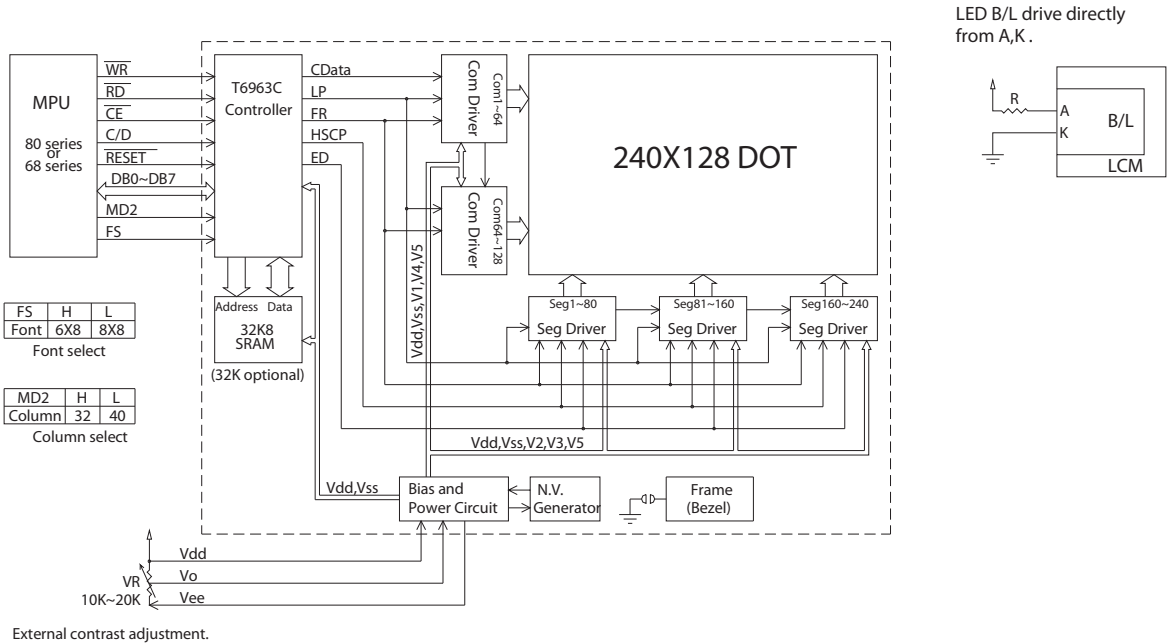 LED B/L drive directly
from A,K .
R
A
K
B/L
LCM
MPU
80 series
or
68 series
WR
RD
CE
C/D
RESET
DB0~DB7
MD2
FS
T6963C
Controller
CData
LP
FR
HSCP
ED
Com Driver
Com1~64
Com Driver
Com64~128
240X128 DOT
Vdd,Vss,V1,V4,V5
Address Data
32K8
SRAM
(32K optional)
Seg1~80
Seg Driver
Seg81~160
Seg Driver
Seg160~240
Seg Driver
FS H L
Font 6X8 8X8
Font select
MD2 H L
Column 32 40
Column select
Vdd,Vss,V2,V3,V5
Vdd,Vss
Bias and
Power Circuit
N.V.
Generator
Frame
(Bezel)
Vdd
Vo
Vee
VR
10K~20K
External contrast adjustment.